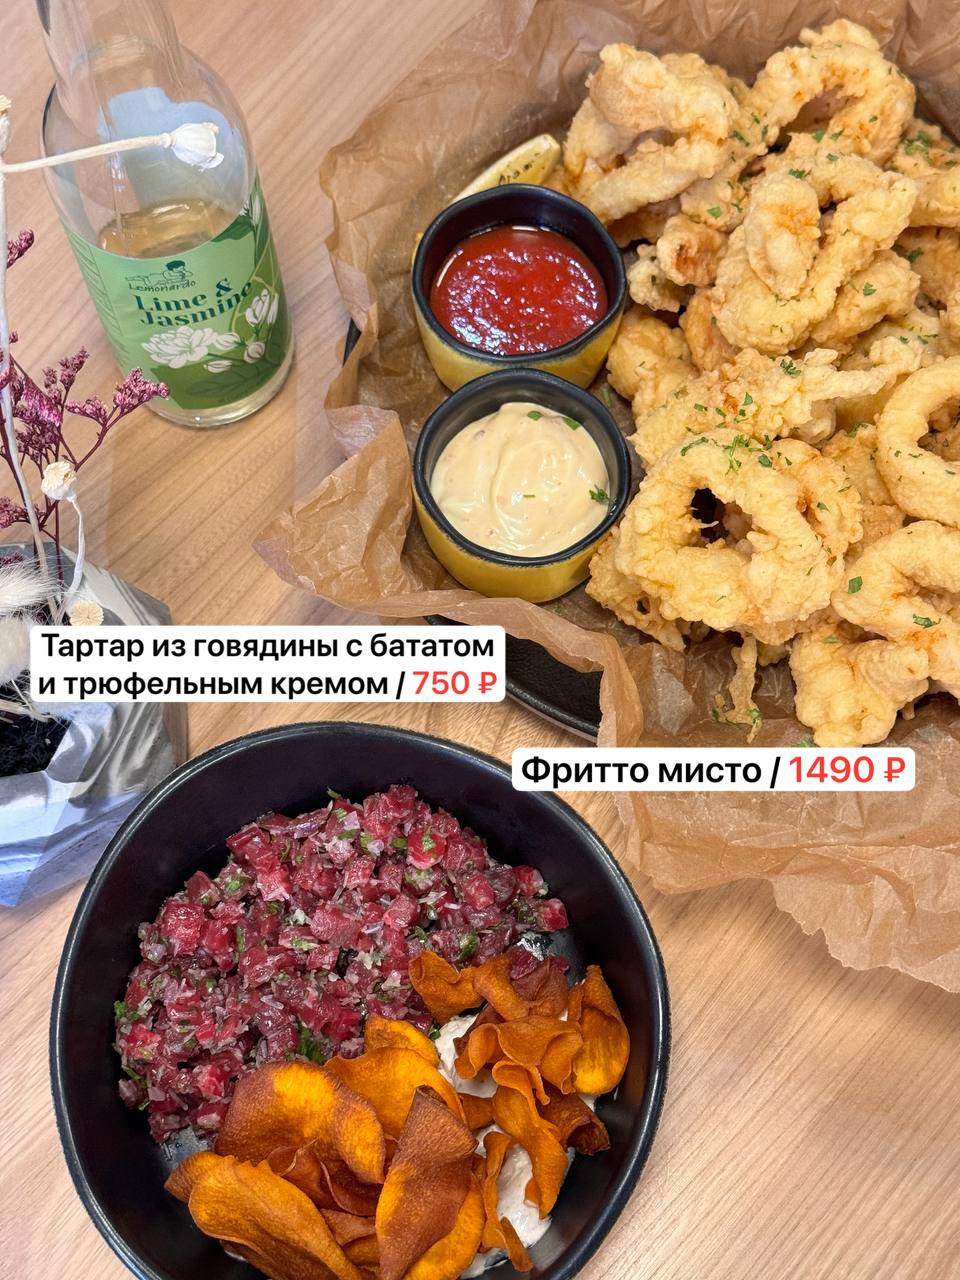 Lemonardo
Lime &
Jasmine
Тартар из говядины с бататом
и трюфельным кремом / 750 ₽
Фритто мисто / 1490 ₽